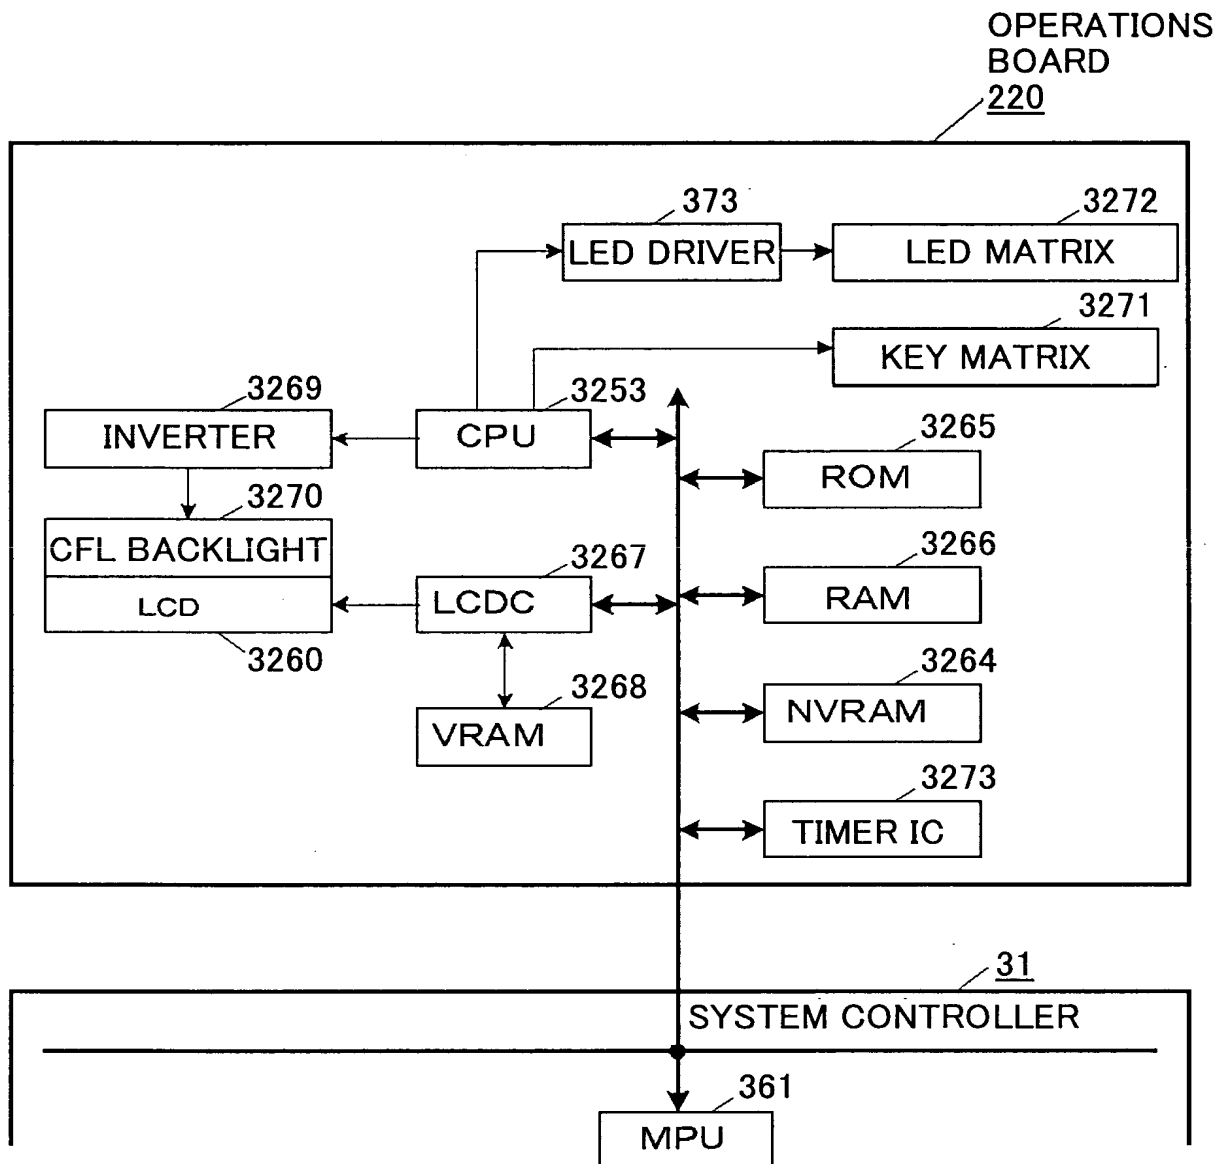 OPERATIONS
BOARD
220
373
3272
LED DRIVER
LED MATRIX
3271
KEY MATRIX
3269
3253
INVERTER
CPU
3265
ROM
3270
CFL BACKLIGHT
3267
3266
LCD
LCDC
RAM
3260
3268
3264
VRAM
NVRAM
3273
TIMER IC
31
SYSTEM CONTROLLER
361
MPU